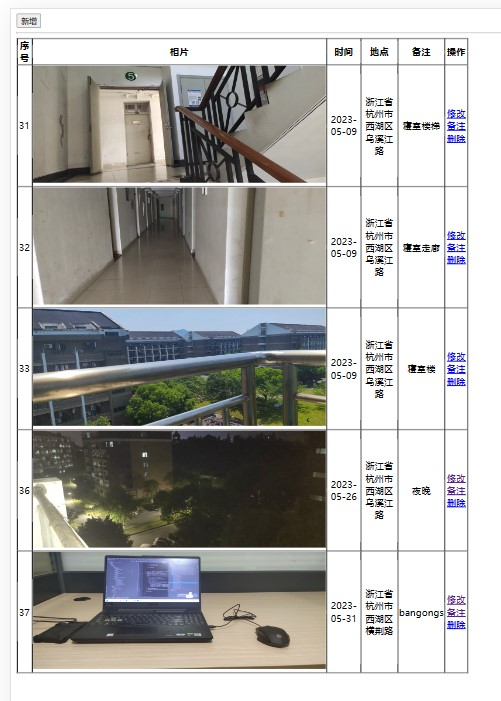 新增
序号 相片 时间 地点 备注 操作
5
31 2023-05-09 浙江省杭州市西湖区乌溪江路 寝室楼梯 修改备注 删除
32 2023-05-09 浙江省杭州市西湖区乌溪江路 寝室走廊 修改备注 删除
33 2023-05-09 浙江省杭州市西湖区乌溪江路 寝室楼 修改备注 删除
36 2023-05-26 浙江省杭州市西湖区乌溪江路 夜晚 修改备注 删除
37 2023-05-31 浙江省杭州市西湖区横荆路 bangongs 修改备注 删除